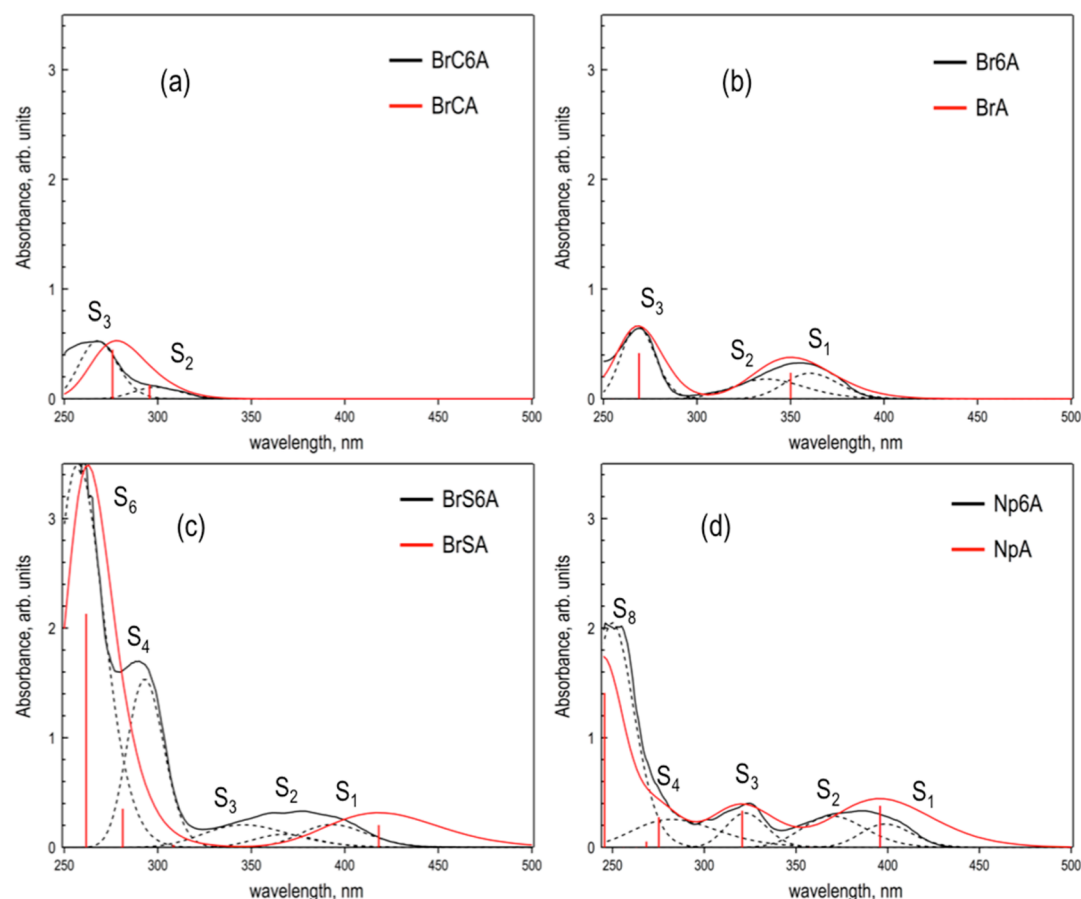 (a)
BrC6A
BrCA
S3
S2
Absorbance, arb. units
0
1
2
3
250
300
350
400
450
500
wavelength, nm
(b)
Br6A
BrA
S3
S2
S1
Absorbance, arb. units
0
1
2
3
250
300
350
400
450
500
wavelength, nm
(c)
BrS6A
BrSA
S6
S4
S3
S2
S1
Absorbance, arb. units
0
1
2
3
250
300
350
400
450
500
wavelength, nm
(d)
Np6A
NpA
S8
S4
S3
S2
S1
Absorbance, arb. units
0
1
2
3
250
300
350
400
450
500
wavelength, nm